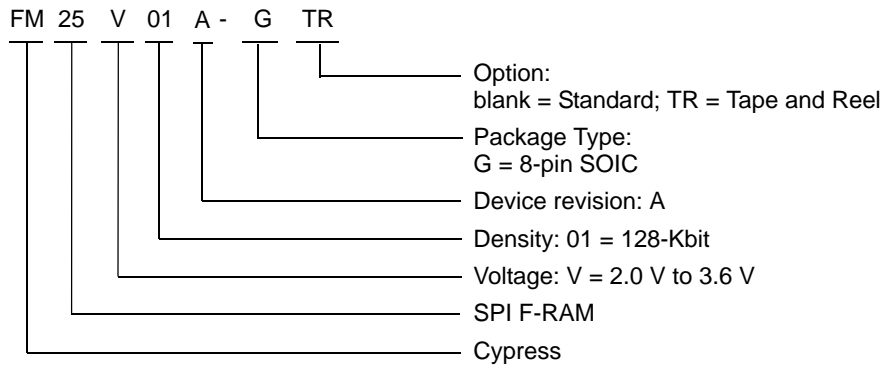 FM 25 V 01 A - G TR
Option:
blank = Standard; TR = Tape and Reel
Package Type:
G = 8-pin SOIC
Device revision: A
Density: 01 = 128-Kbit
Voltage: V = 2.0 V to 3.6 V
SPI F-RAM
Cypress